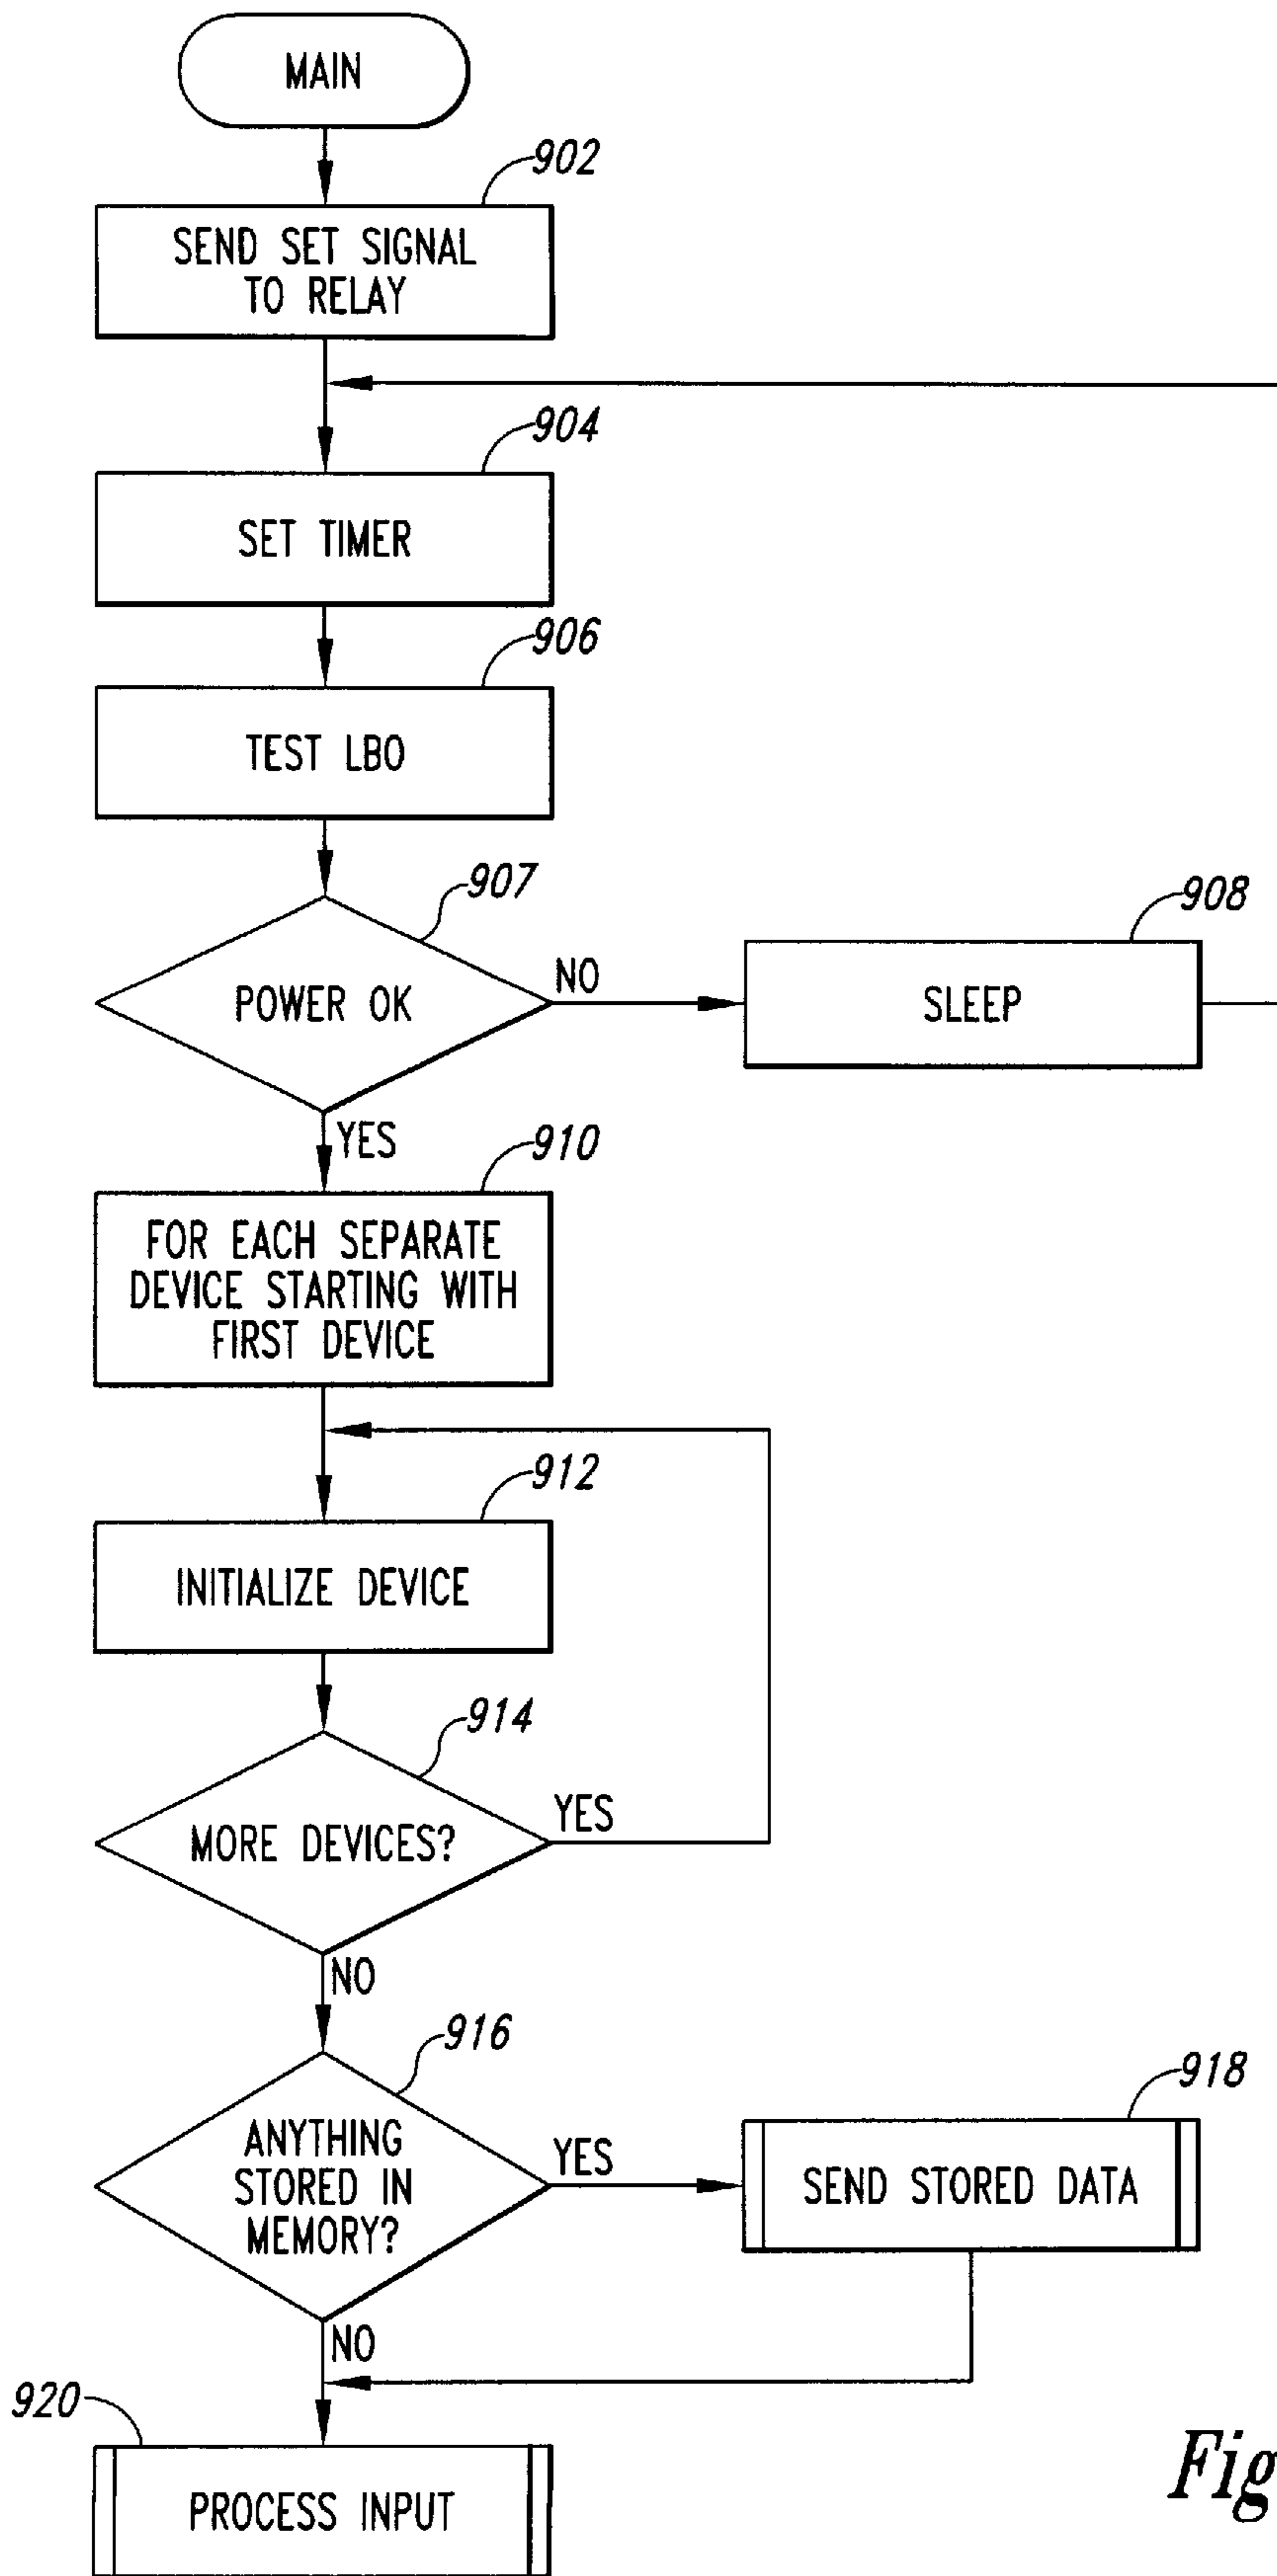 MAIN
902
SEND SET SIGNAL
TO RELAY
904
SET TIMER
906
TEST LBO
907
POWER OK
NO
908
SLEEP
YES
910
FOR EACH SEPARATE
DEVICE STARTING WITH
FIRST DEVICE
912
INITIALIZE DEVICE
914
MORE DEVICES?
YES
NO
916
ANYTHING
STORED IN
MEMORY?
YES
918
SEND STORED DATA
NO
920
PROCESS INPUT
Fig